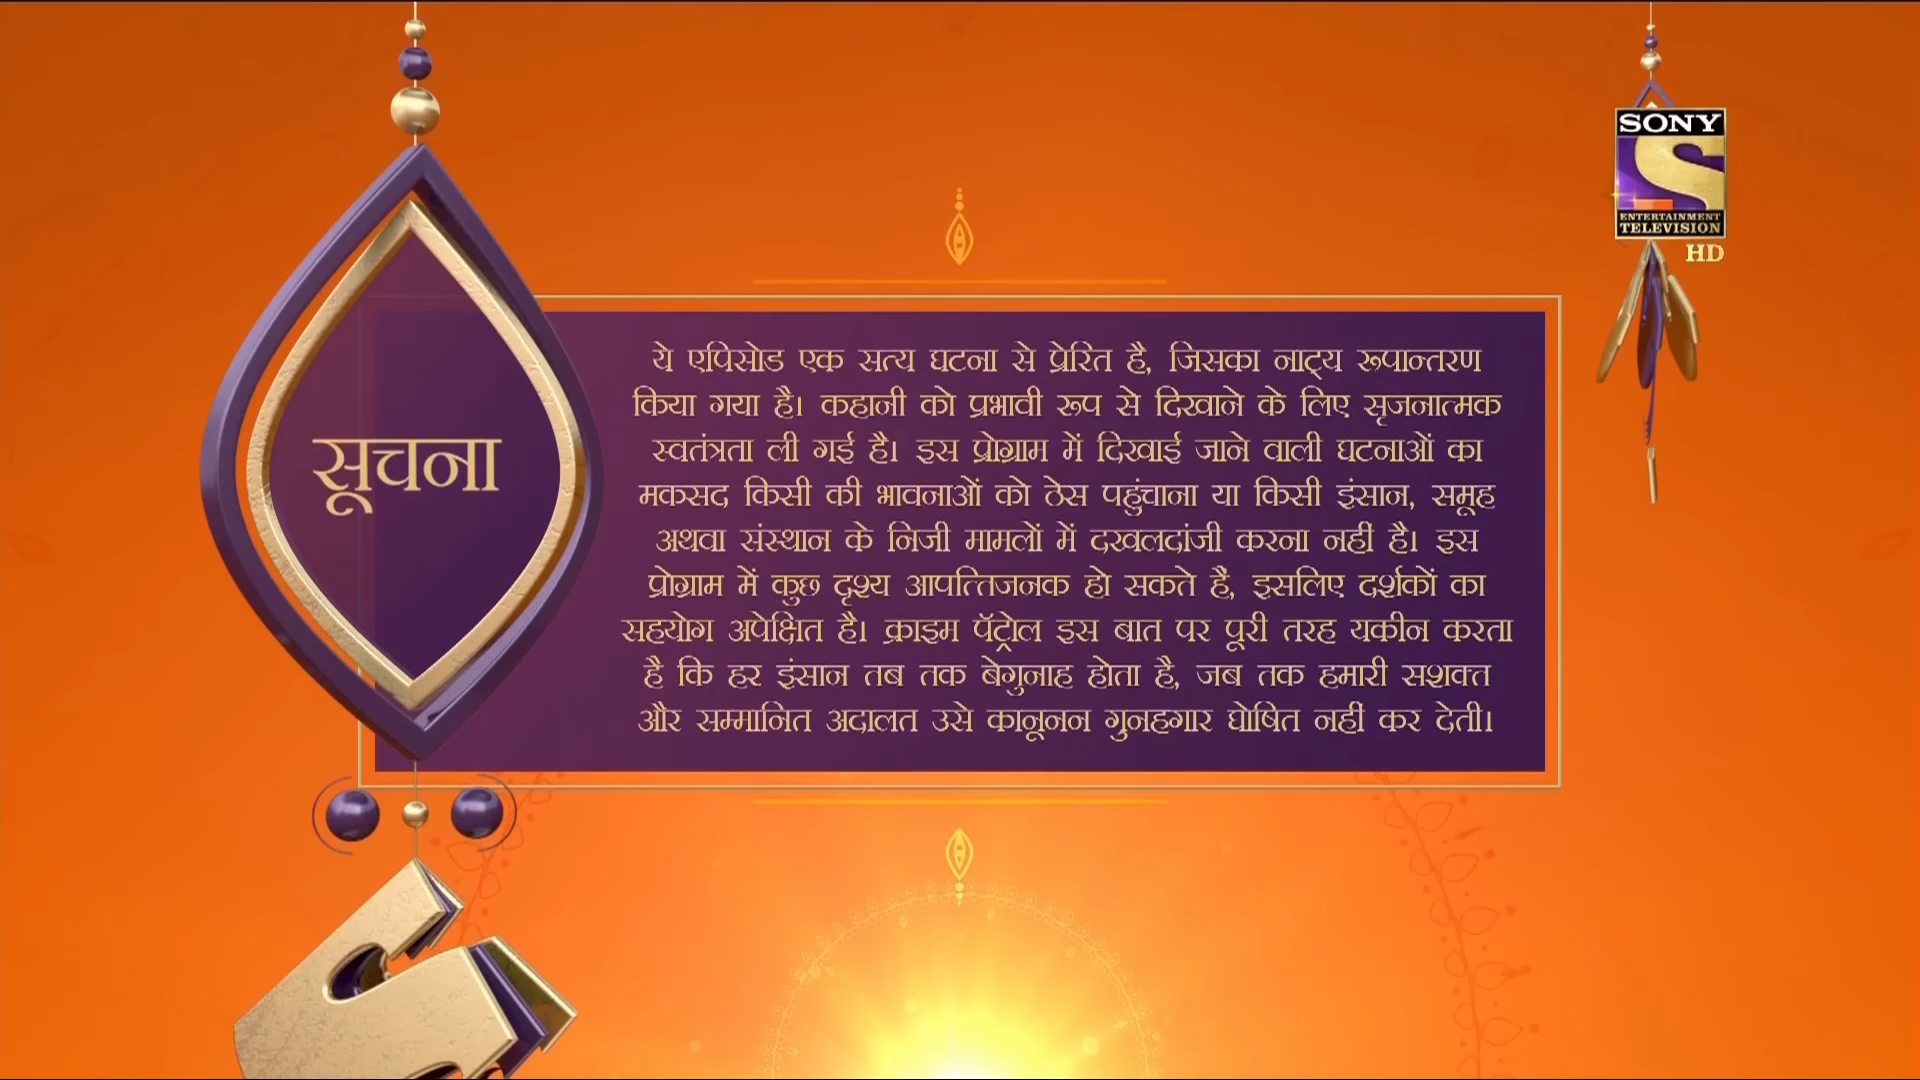 सूचना
ये एपिसोड एक सत्य घटना से प्रेरित है, जिसका नाट्य रूपान्तरण
किया गया है। कहानी को प्रभावी रूप से दिखाने के लिए सृजनात्मक
स्वतंत्रता ली गई है। इस प्रोग्राम में दिखाई जाने वाली घटनाओं का
मकसद किसी की भावनाओं को ठेस पहुंचाना या किसी इंसान, समूह
अथवा संस्थान के निजी मामलों में दखलदांजी करना नहीं है। इस
प्रोग्राम में कुछ दृश्य आपत्तिजनक हो सकते हैं, इसलिए दर्शकों का
सहयोग अपेक्षित है। क्राइम पॅट्रोल इस बात पर पूरी तरह यकीन करता
है कि हर इंसान तब तक बेगुनाह होता है, जब तक हमारी सशक्त
और सम्मानित अदालत उसे कानूनन गुनहगार घोषित नहीं कर देती।
SONY
ENTERTAINMENT
TELEVISION
HD